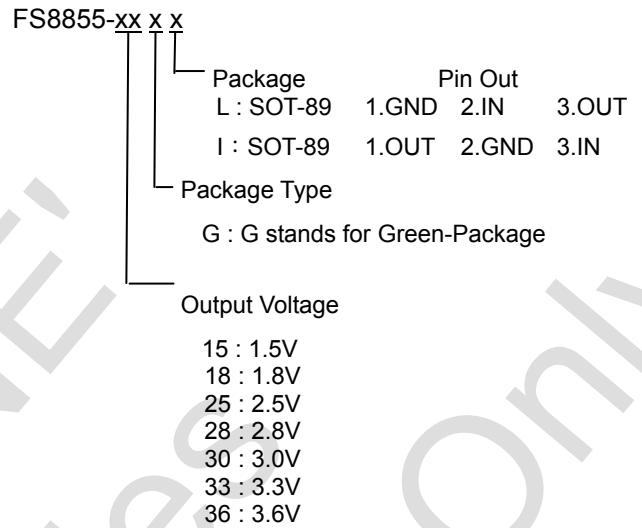 FS8855-xx x x
Package Pin Out
L : SOT-89 1.GND 2.IN 3.OUT
I : SOT-89 1.OUT 2.GND 3.IN
Package Type
G : G stands for Green-Package
Output Voltage
15 : 1.5V
18 : 1.8V
25 : 2.5V
28 : 2.8V
30 : 3.0V
33 : 3.3V
36 : 3.6V